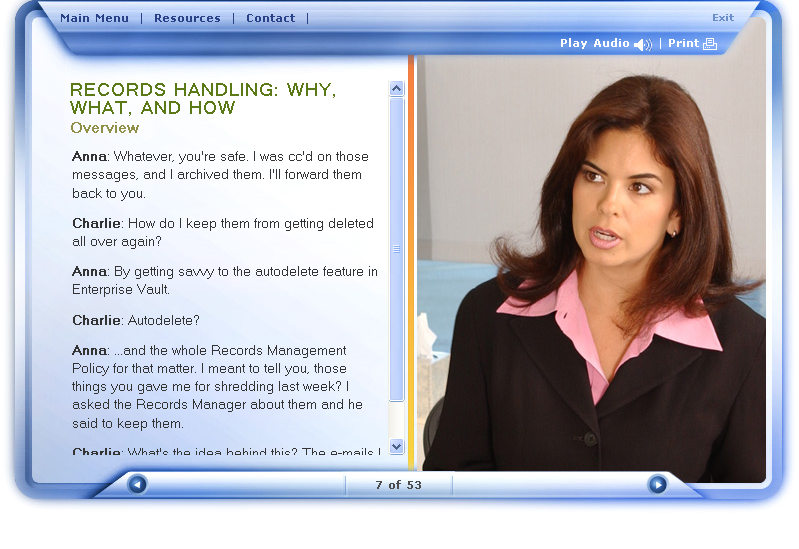 Main Menu | Resources | Contact |
Exit
Play Audio | Print
RECORDS HANDLING: WHY,
WHAT, AND HOW
Overview
Anna: Whatever, you're safe. I was cc'd on those
messages, and I archived them. I'll forward them
back to you.
Charlie: How do I keep them from getting deleted
all over again?
Anna: By getting savvy to the autodelete feature in
Enterprise Vault.
Charlie: Autodelete?
Anna: ...and the whole Records Management
Policy for that matter. I meant to tell you, those
things you gave me for shredding last week? I
asked the Records Manager about them and he
said to keep them.
Charlie: What's the idea behind this? The e-mails I
7 of 53